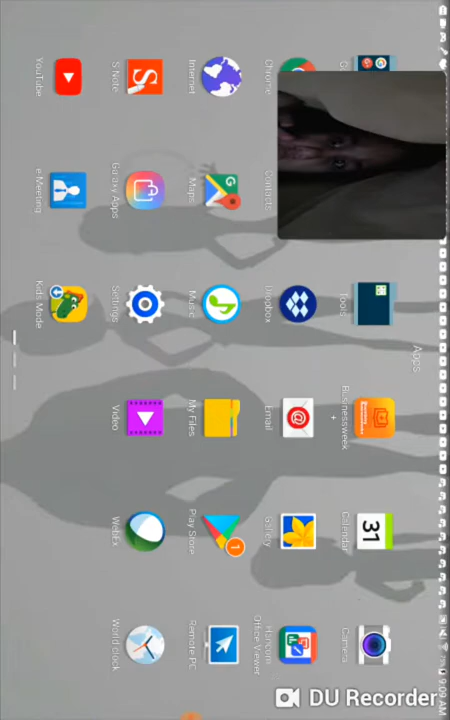 9:09 AM
Apps
31
Tools
Businessweek
+
Calendar
Camera
Chrome
Contacts
Dropbox
Email
Gallery
Hancom
Office Viewer
1
Internet
Maps
Music
My Files
Play Store
Remote PC
S Note
Galaxy Apps
Settings
Video
WebEx
World clock
YouTube
e-Meeting
Kids Mode
DU Recorder